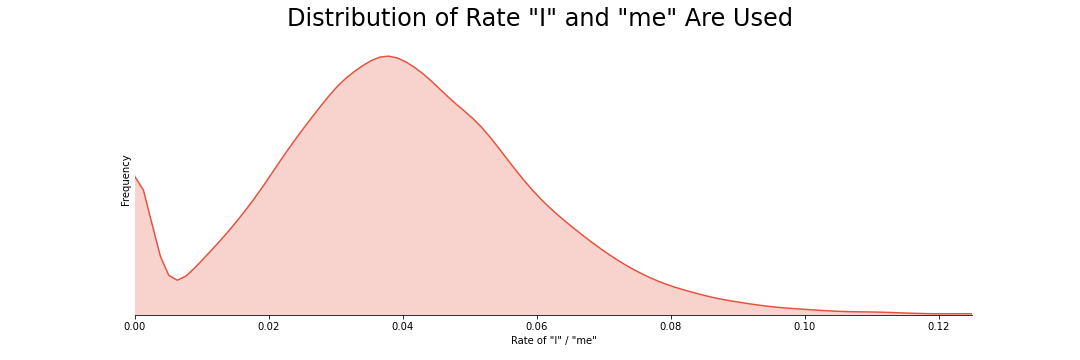 Distribution of Rate "I" and "me" Are Used
Frequency
0.00 0.02 0.04 0.06 0.08 0.10 0.12
Rate of "I" / "me"